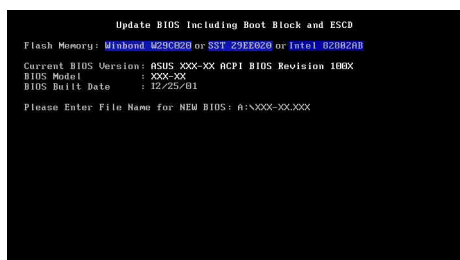 Update BIOS Including Boot Block and ESCD
Flash Memory: Winbond W29C020 or SST 29EE020 or Intel 82802AB
Current BIOS Version: ASUS XXX-XX ACPI BIOS Revision 100X
BIOS Model : XXX-XX
BIOS Built Date : 12/25/01
Please Enter File Name for NEW BIOS: A:\XXX-XX.XXX